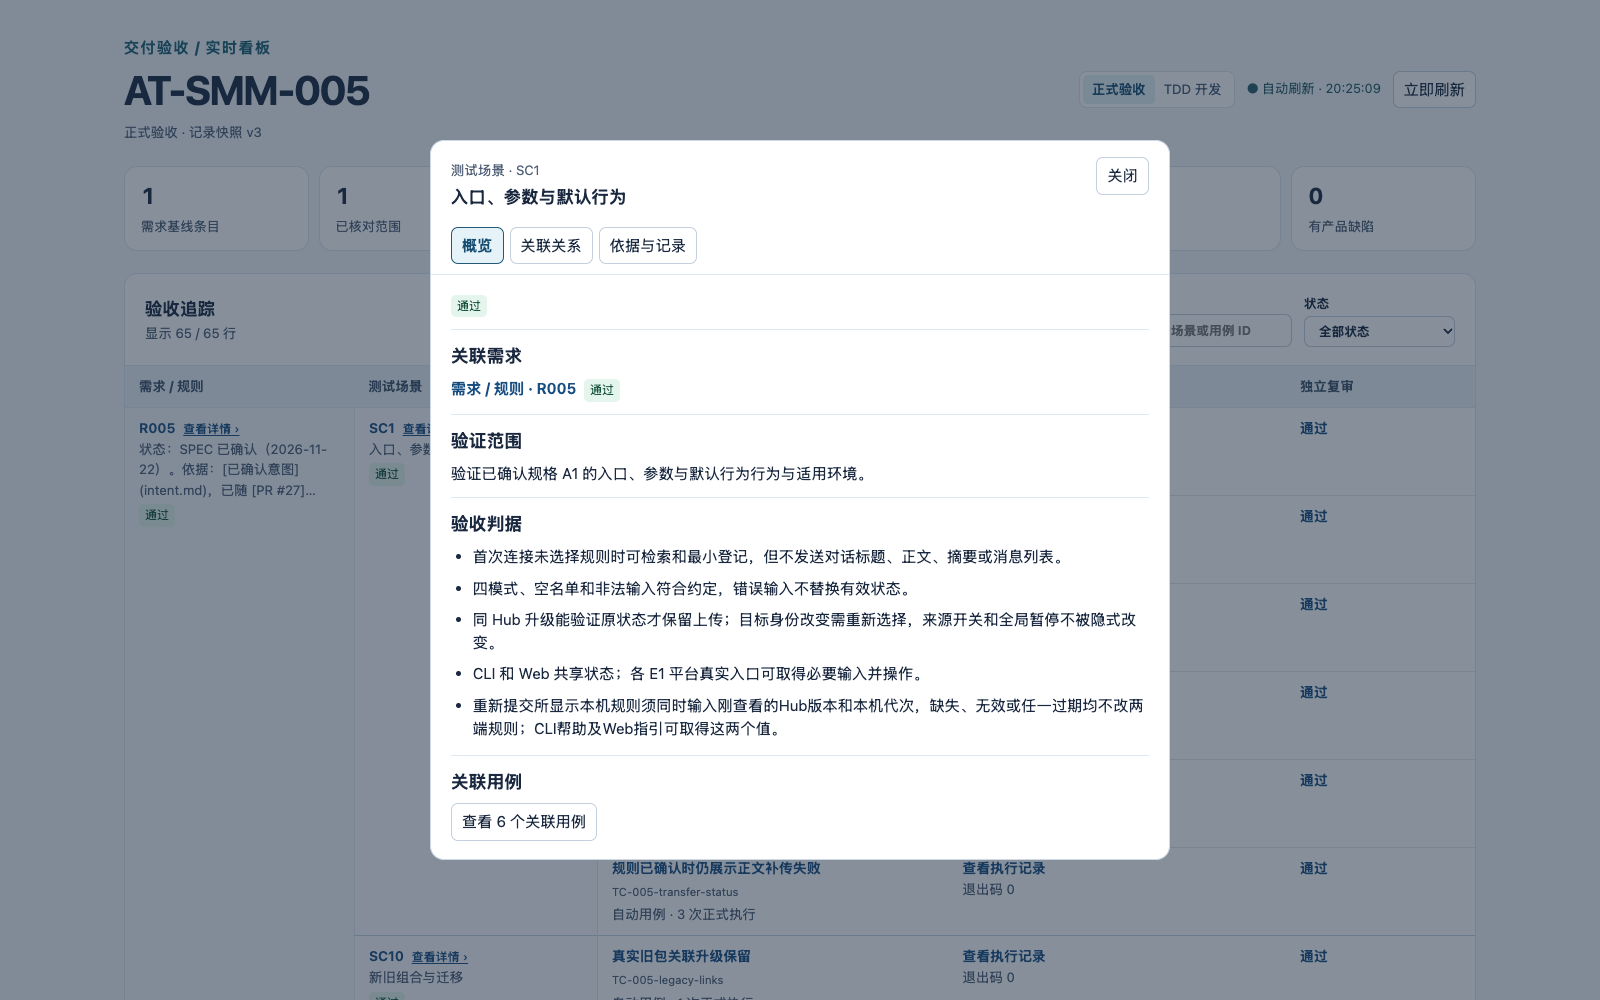 交付验收 / 实时看板
AT-SMM-005
正式验收 · 记录快照 v3
正式验收
TDD 开发
自动刷新 · 20:25:09
立即刷新
1
需求基线条目
1
已核对范围
0
有产品缺陷
验收追踪
显示 65 / 65 行
场景或用例 ID
状态
全部状态
需求 / 规则
测试场景
独立复审
R005 查看详情 ›
状态：SPEC 已确认（2026-11-
22）。依据：[已确认意图]
(intent.md)，已随 [PR #27]...
通过
SC1
入口、参数
通过
通过
通过
通过
通过
通过
测试场景 · SC1
入口、参数与默认行为
关闭
概览
关联关系
依据与记录
通过
关联需求
需求 / 规则 · R005 通过
验证范围
验证已确认规格 A1 的入口、参数与默认行为行为与适用环境。
验收判据
• 首次连接未选择规则时可检索和最小登记，但不发送对话标题、正文、摘要或消息列表。
• 四模式、空名单和非法输入符合约定，错误输入不替换有效状态。
• 同 Hub 升级能验证原状态才保留上传；目标身份改变需重新选择，来源开关和全局暂停不被隐式改
变。
• CLI 和 Web 共享状态；各 E1 平台真实入口可取得必要输入并操作。
• 重新提交所显示本机规则须同时输入刚查看的Hub版本和本机代次，缺失、无效或任一过期均不改两
端规则；CLI帮助及Web指引可取得这两个值。
关联用例
查看 6 个关联用例
规则已确认时仍展示正文补传失败
TC-005-transfer-status
自动用例 · 3 次正式执行
查看执行记录
退出码 0
通过
SC10 查看详情 ›
新旧组合与迁移
真实旧包关联升级保留
TC-005-legacy-links
查看执行记录
退出码 0
通过